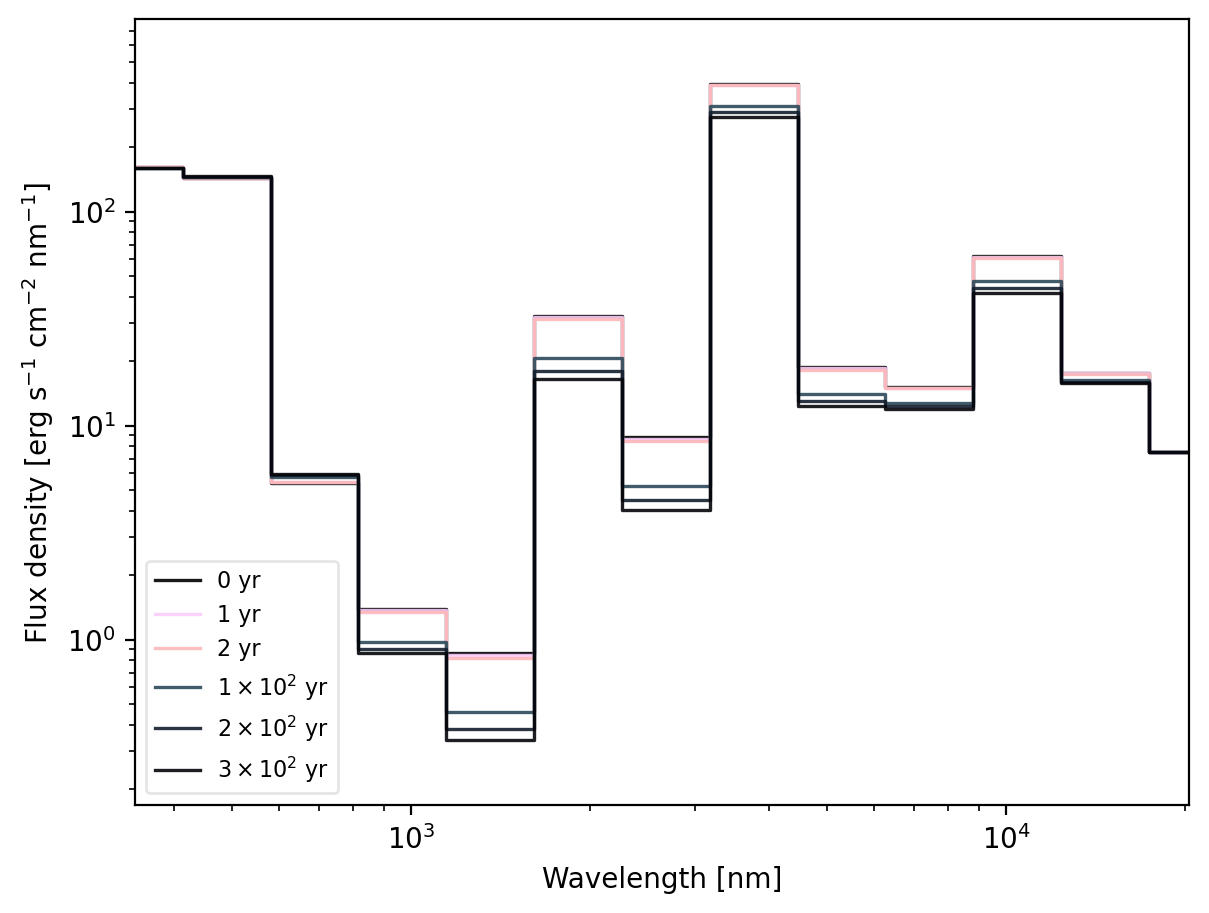 Flux density [erg s⁻¹ cm⁻² nm⁻¹]
10²
10¹
10⁰
0 yr
1 yr
2 yr
1 × 10² yr
2 × 10² yr
3 × 10² yr
10³
10⁴
Wavelength [nm]